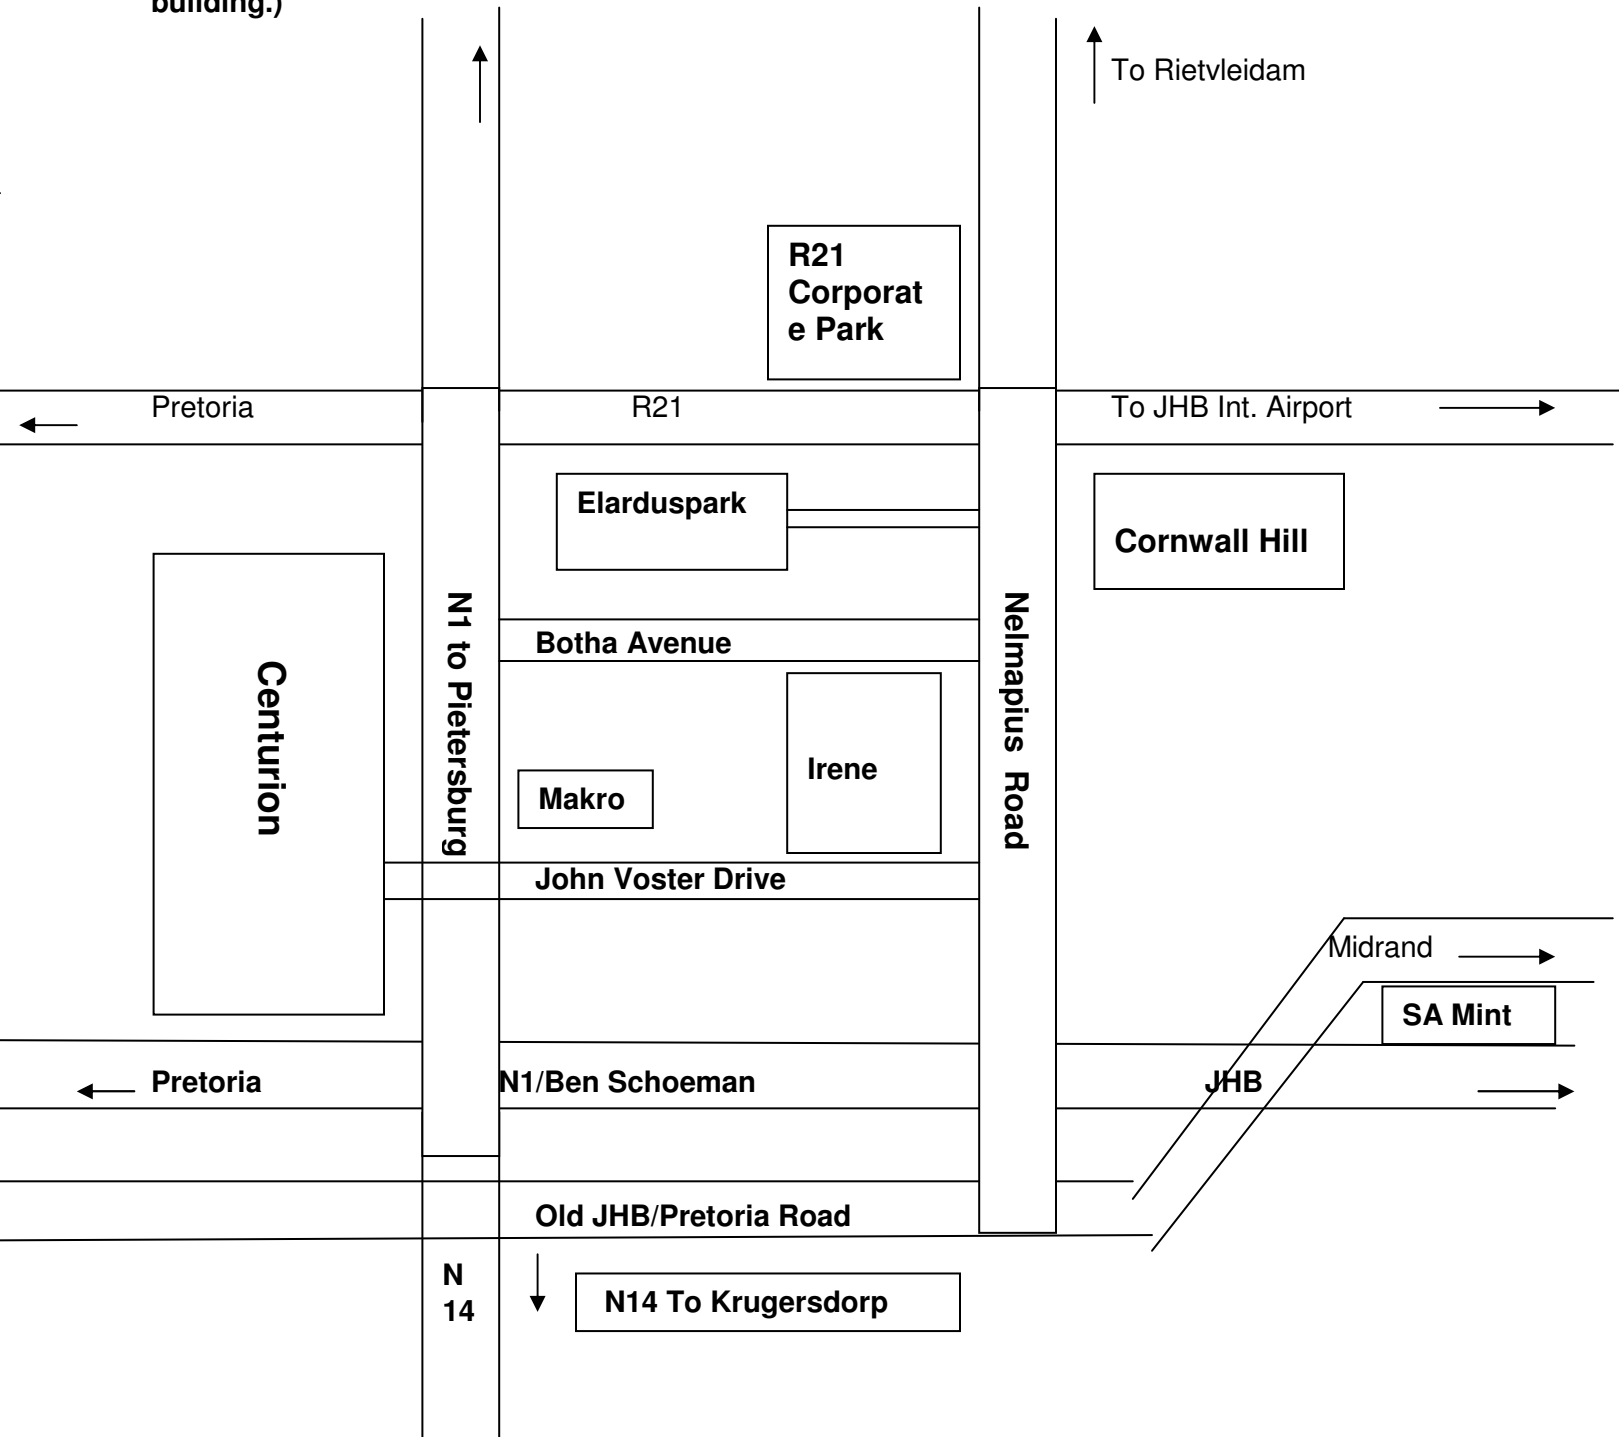 building.)
To Rietvleidam
R21
Corporat
e Park
Pretoria
R21
To JHB Int. Airport
Elarduspark
Cornwall Hill
N1 to Pietersburg
Nelmapius Road
Botha Avenue
Centurion
Irene
Makro
John Voster Drive
Midrand
SA Mint
Pretoria
N1/Ben Schoeman
JHB
Old JHB/Pretoria Road
N
14
N14 To Krugersdorp